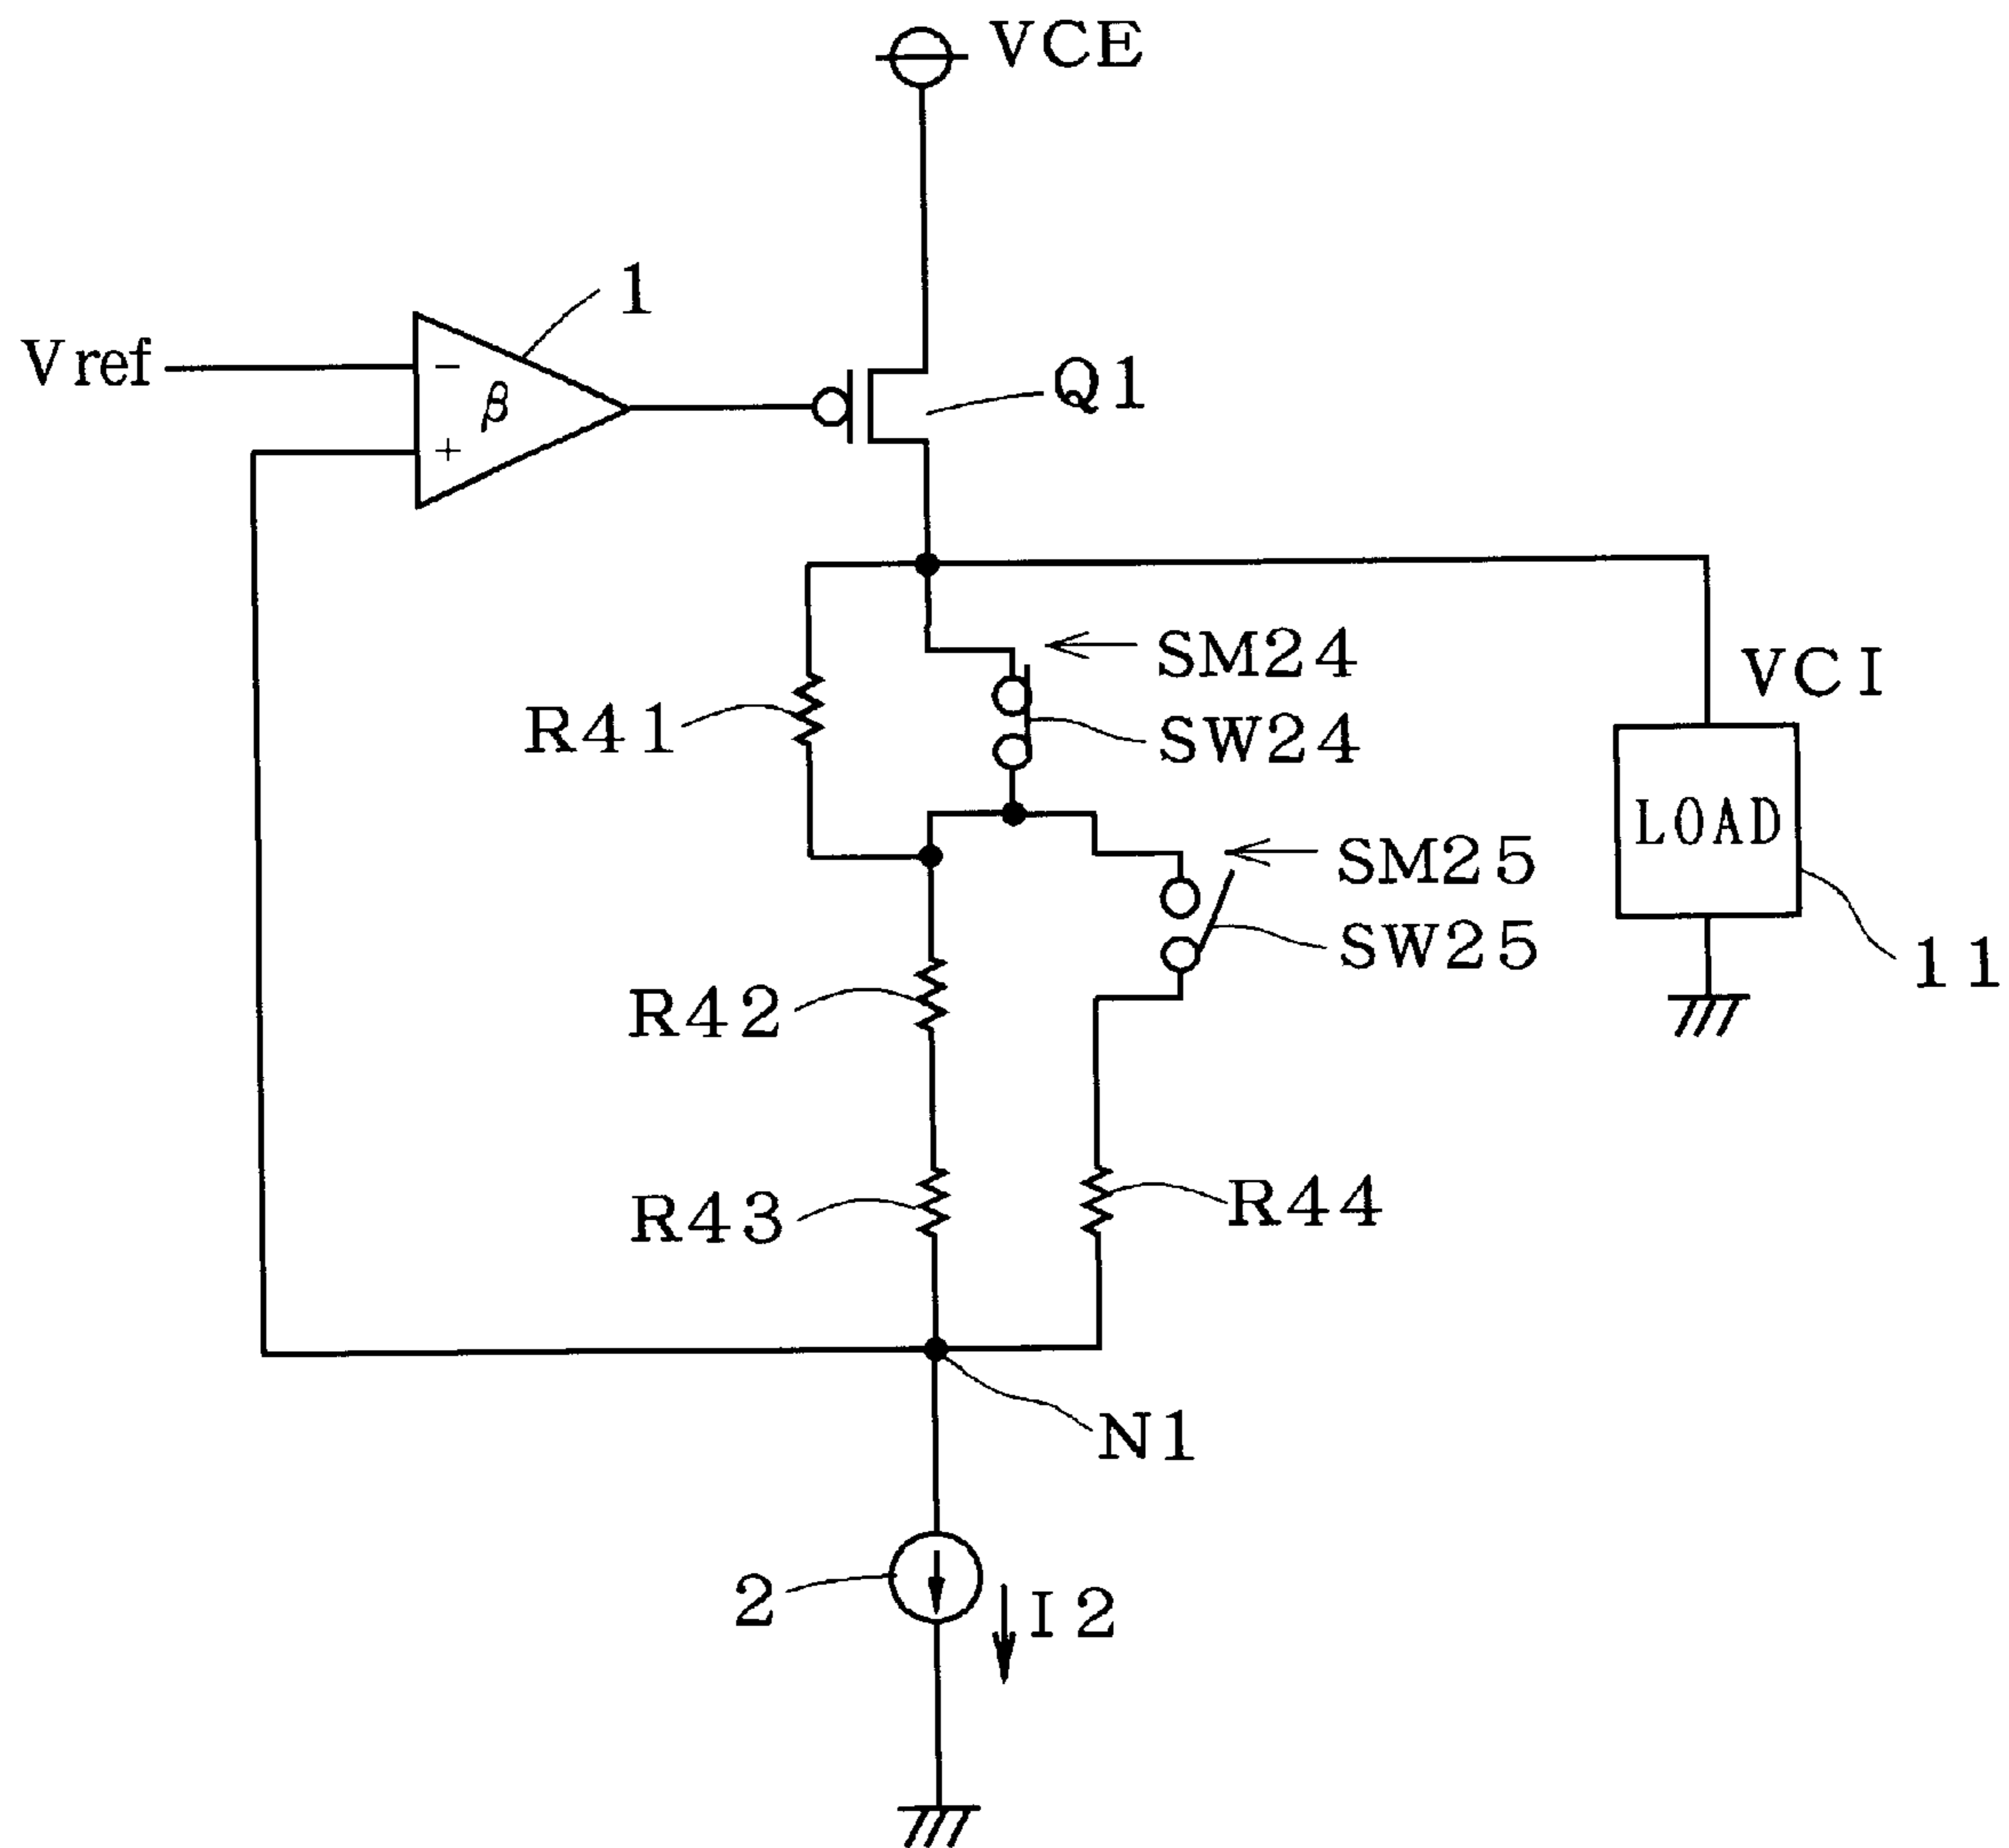 VCE
1
Vref
−
β
+
Q1
SM24
R41
SW24
VCI
LOAD
SM25
SW25
11
R42
R43
R44
N1
2
I2